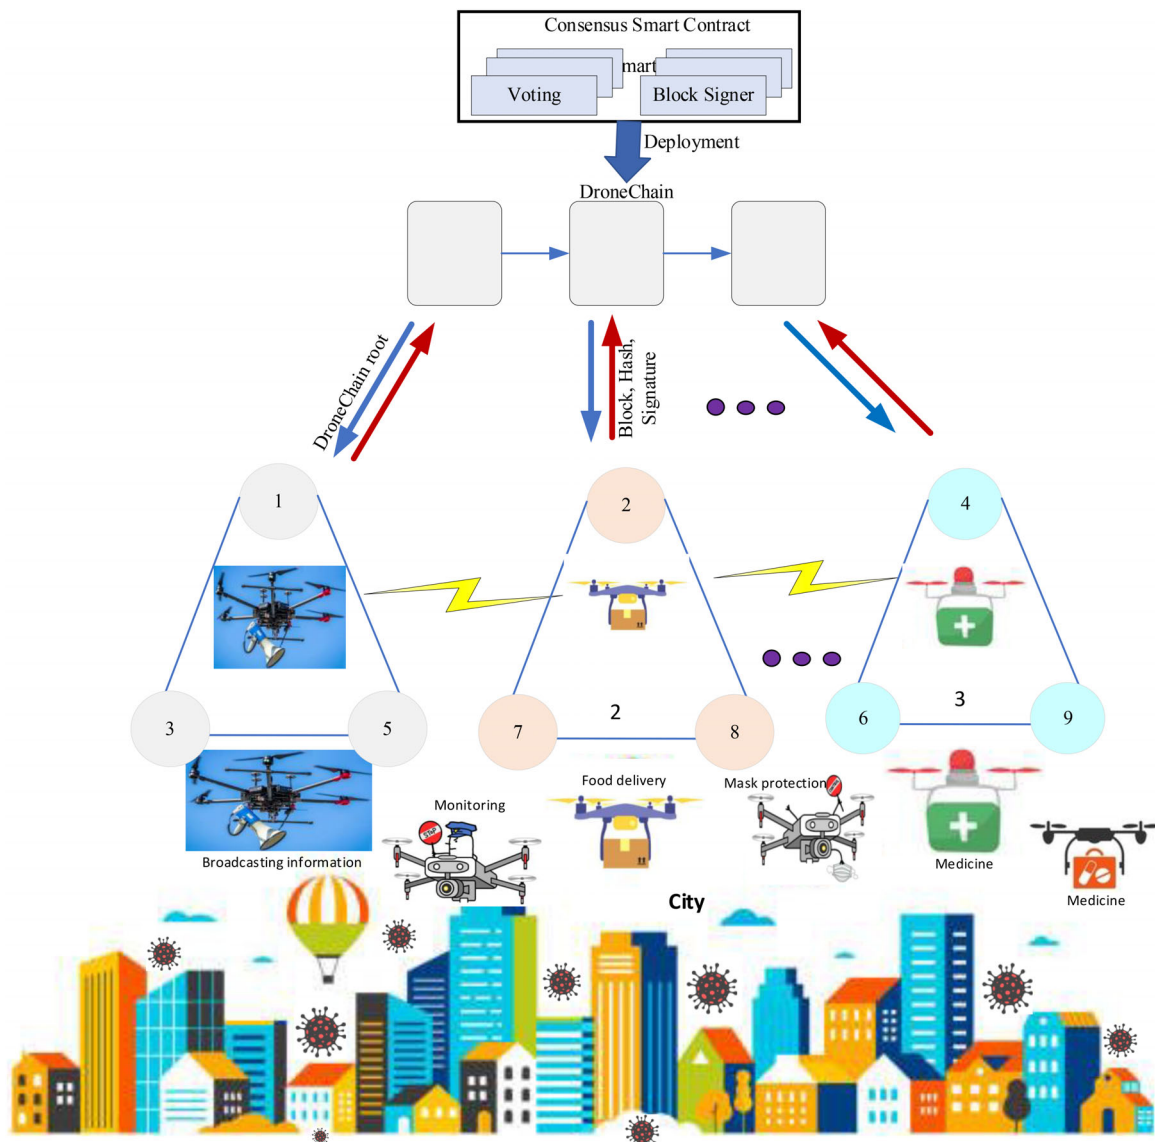 Consensus Smart Contract
mart
Voting
Block Signer
Deployment
DroneChain
DroneChain root
Block, Hash,
Signature
1
2
4
3
5
7
2
8
6
3
9
Monitoring
Food delivery
Mask protection
Broadcasting information
Medicine
Medicine
City